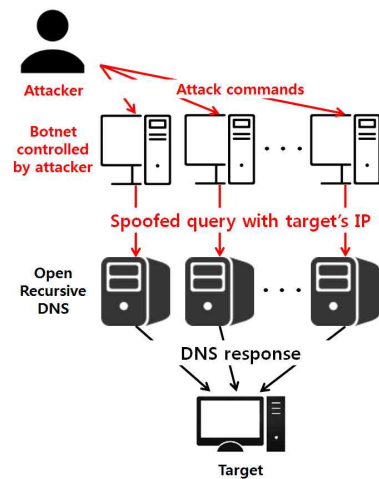 Attacker
Attack commands
Botnet
controlled
by attacker
· · ·
Spoofed query with target's IP
Open
Recursive
DNS
· · ·
DNS response
Target